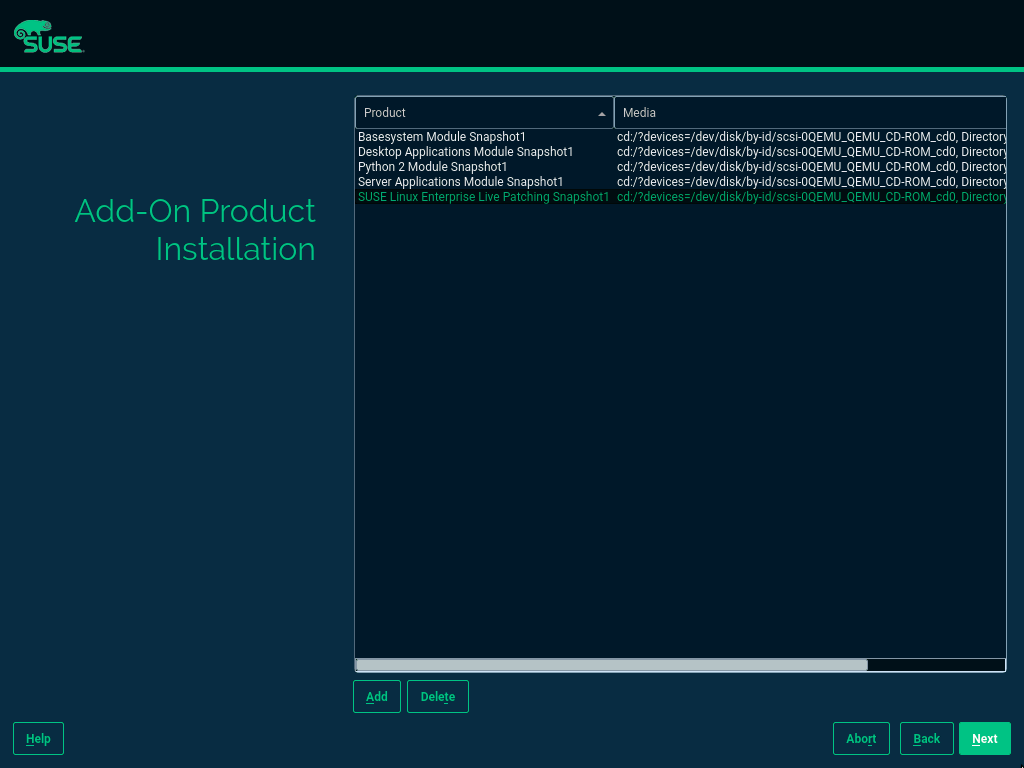 SUSE
Product Media
Basesystem Module Snapshot1 cd:/?devices=/dev/disk/by-id/scsi-0QEMU_QEMU_CD-ROM_cd0, Directory
Desktop Applications Module Snapshot1 cd:/?devices=/dev/disk/by-id/scsi-0QEMU_QEMU_CD-ROM_cd0, Directory
Python 2 Module Snapshot1 cd:/?devices=/dev/disk/by-id/scsi-0QEMU_QEMU_CD-ROM_cd0, Directory
Server Applications Module Snapshot1 cd:/?devices=/dev/disk/by-id/scsi-0QEMU_QEMU_CD-ROM_cd0, Directory
SUSE Linux Enterprise Live Patching Snapshot1 cd:/?devices=/dev/disk/by-id/scsi-0QEMU_QEMU_CD-ROM_cd0, Directory
Add-On Product
Installation
Add Delete
Help Abort Back Next